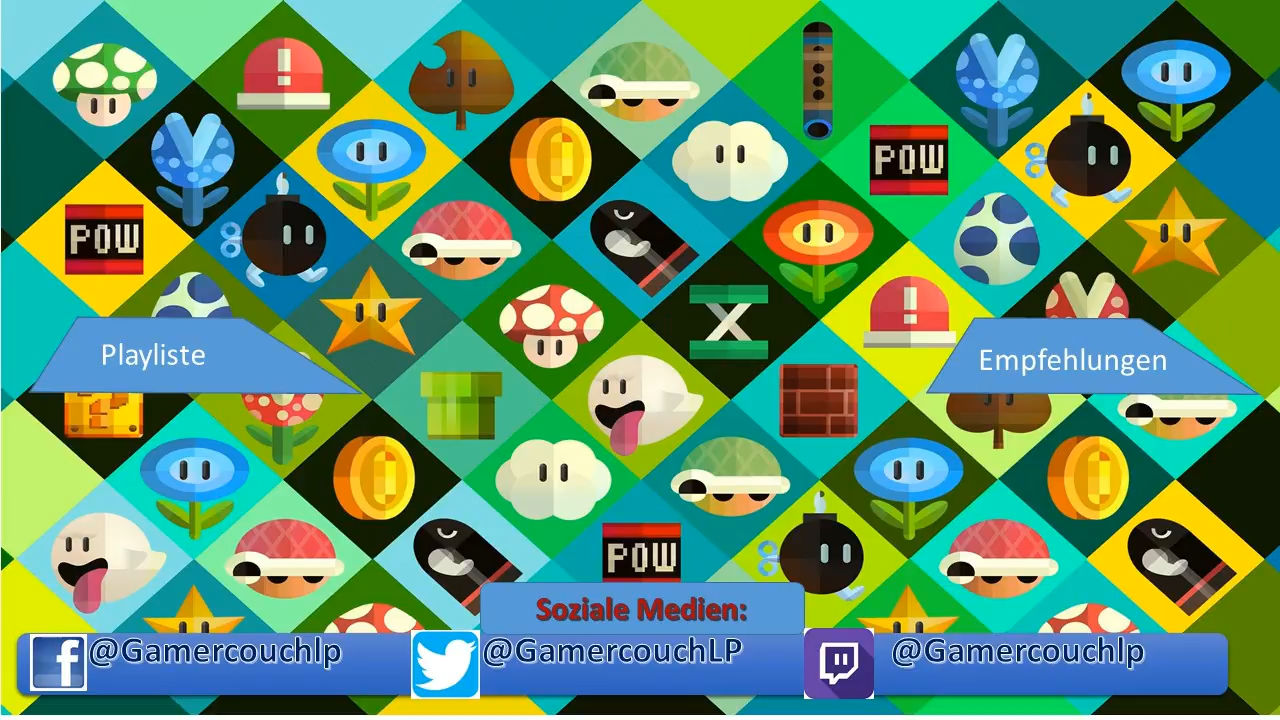 POW
POW
Playliste
Empfehlungen
POW
Soziale Medien:
@Gamercouchlp
@GamercouchLP
@Gamercouchlp